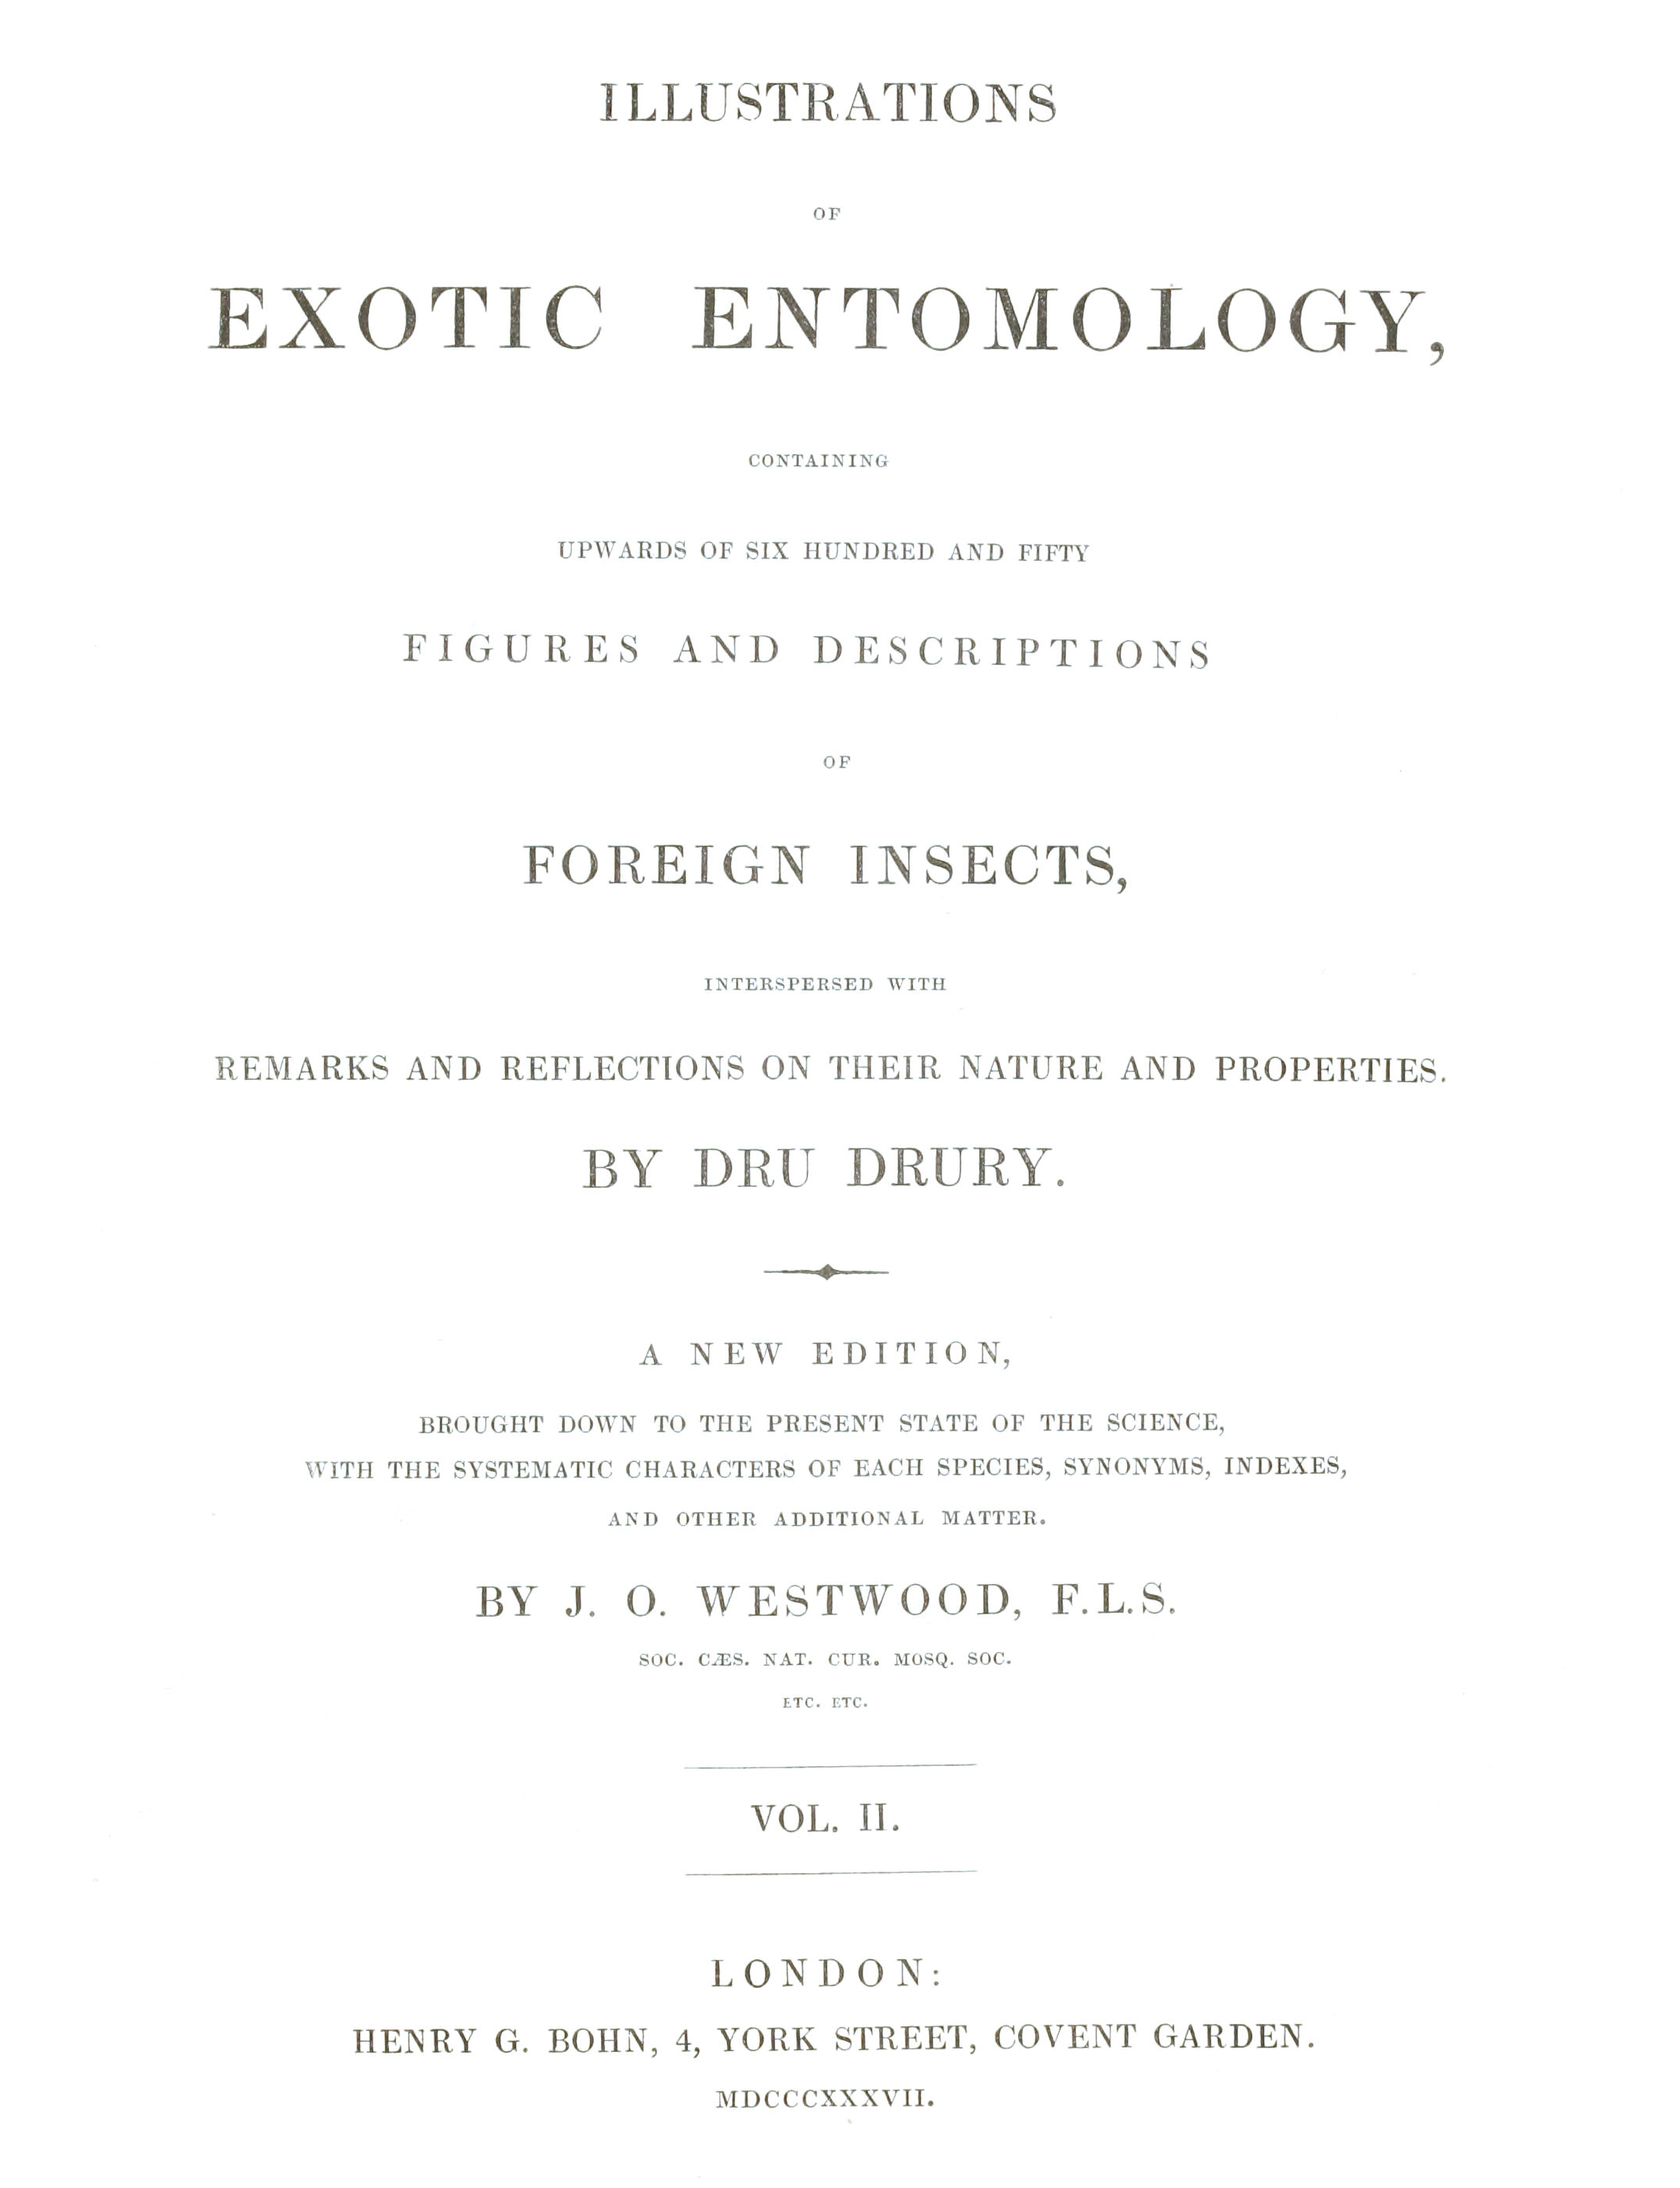 ILLUSTRATIONS
OF
EXOTIC ENTOMOLOGY,
CONTAINING
UPWARDS OF SIX HUNDRED AND FIFTY
FIGURES AND DESCRIPTIONS
OF
FOREIGN INSECTS,
INTERSPERSED WITH
REMARKS AND REFLECTIONS ON THEIR NATURE AND PROPERTIES.
BY DRU DRURY.
A NEW EDITION,
BROUGHT DOWN TO THE PRESENT STATE OF THE SCIENCE,
WITH THE SYSTEMATIC CHARACTERS OF EACH SPECIES, SYNONYMS, INDEXES,
AND OTHER ADDITIONAL MATTER.
BY J. O. WESTWOOD, F.L.S.
SOC. CÆS. NAT. CUR. MOSQ. SOC.
ETC. ETC.
VOL. II.
LONDON:
HENRY G. BOHN, 4, YORK STREET, COVENT GARDEN.
MDCCCXXXVII.